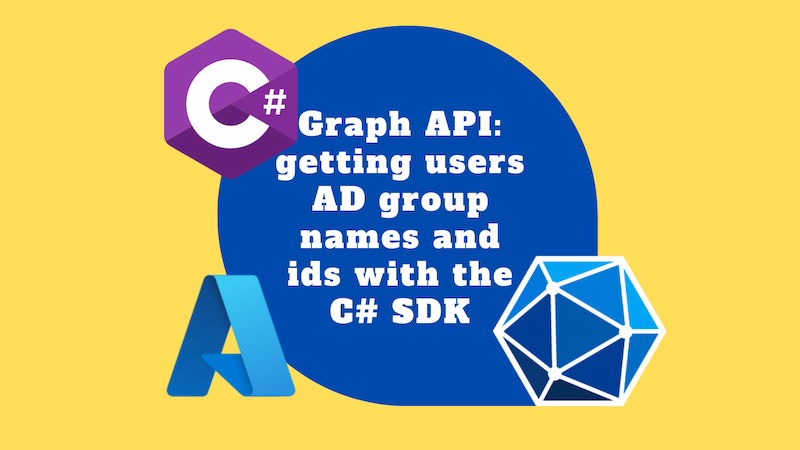 C#
Graph API:
getting users
AD group
names and
ids with the
C# SDK